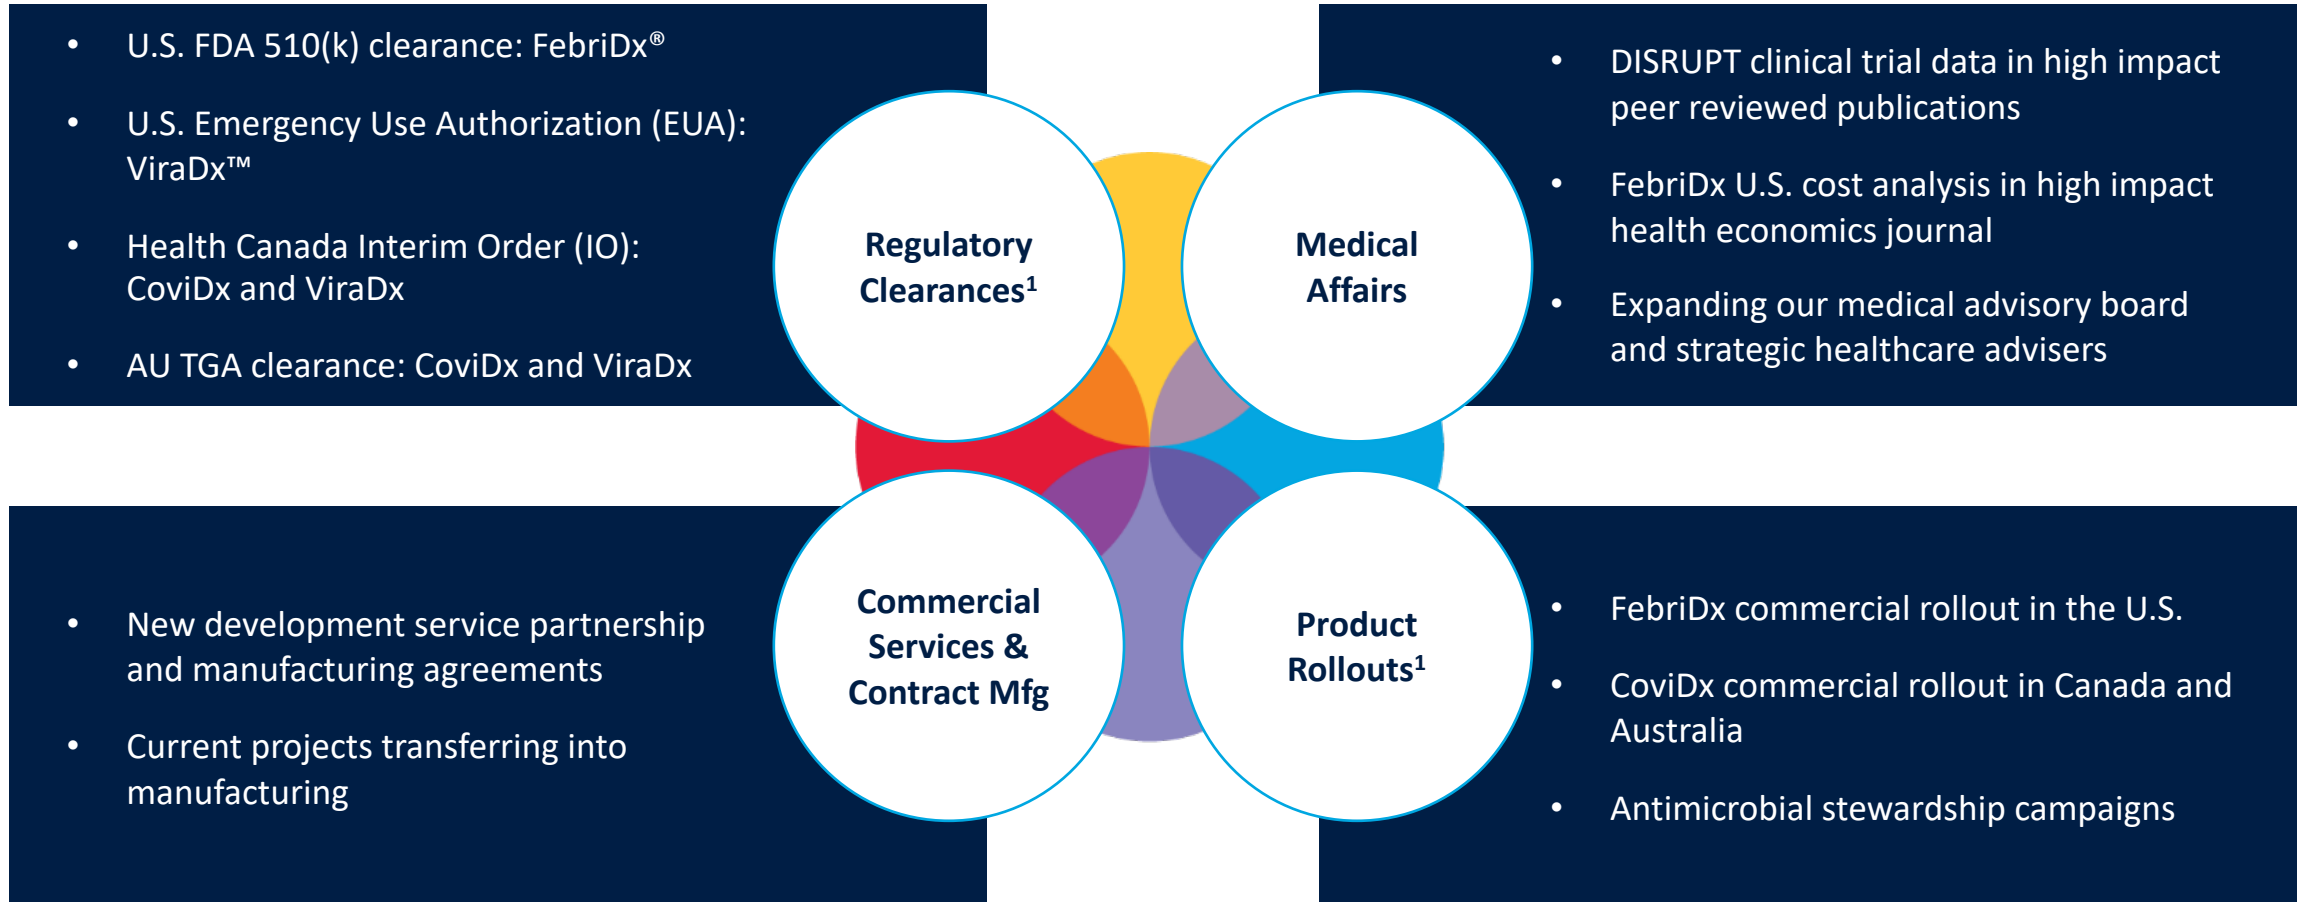 • U.S. FDA 510(k) clearance: FebriDx®
• U.S. Emergency Use Authorization (EUA):
ViraDx™
• Health Canada Interim Order (IO):
CoviDx and ViraDx
• AU TGA clearance: CoviDx and ViraDx
Regulatory
Clearances¹
Medical
Affairs
• DISRUPT clinical trial data in high impact
peer reviewed publications
• FebriDx U.S. cost analysis in high impact
health economics journal
• Expanding our medical advisory board
and strategic healthcare advisers
• New development service partnership
and manufacturing agreements
• Current projects transferring into
manufacturing
Commercial
Services &
Contract Mfg
Product
Rollouts¹
• FebriDx commercial rollout in the U.S.
• CoviDx commercial rollout in Canada and
Australia
• Antimicrobial stewardship campaigns